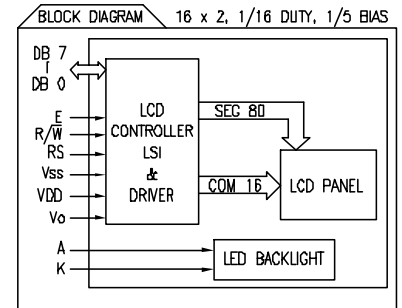 BLOCK DIAGRAM 16 x 2, 1/16 DUTY, 1/5 BIAS
DB 7
DB 0
E
R/W̅
RS
Vss
VDD
Vo
A
K
LCD
CONTROLLER
LSI
&
DRIVER
SEG 80
COM 16
LCD PANEL
LED BACKLIGHT